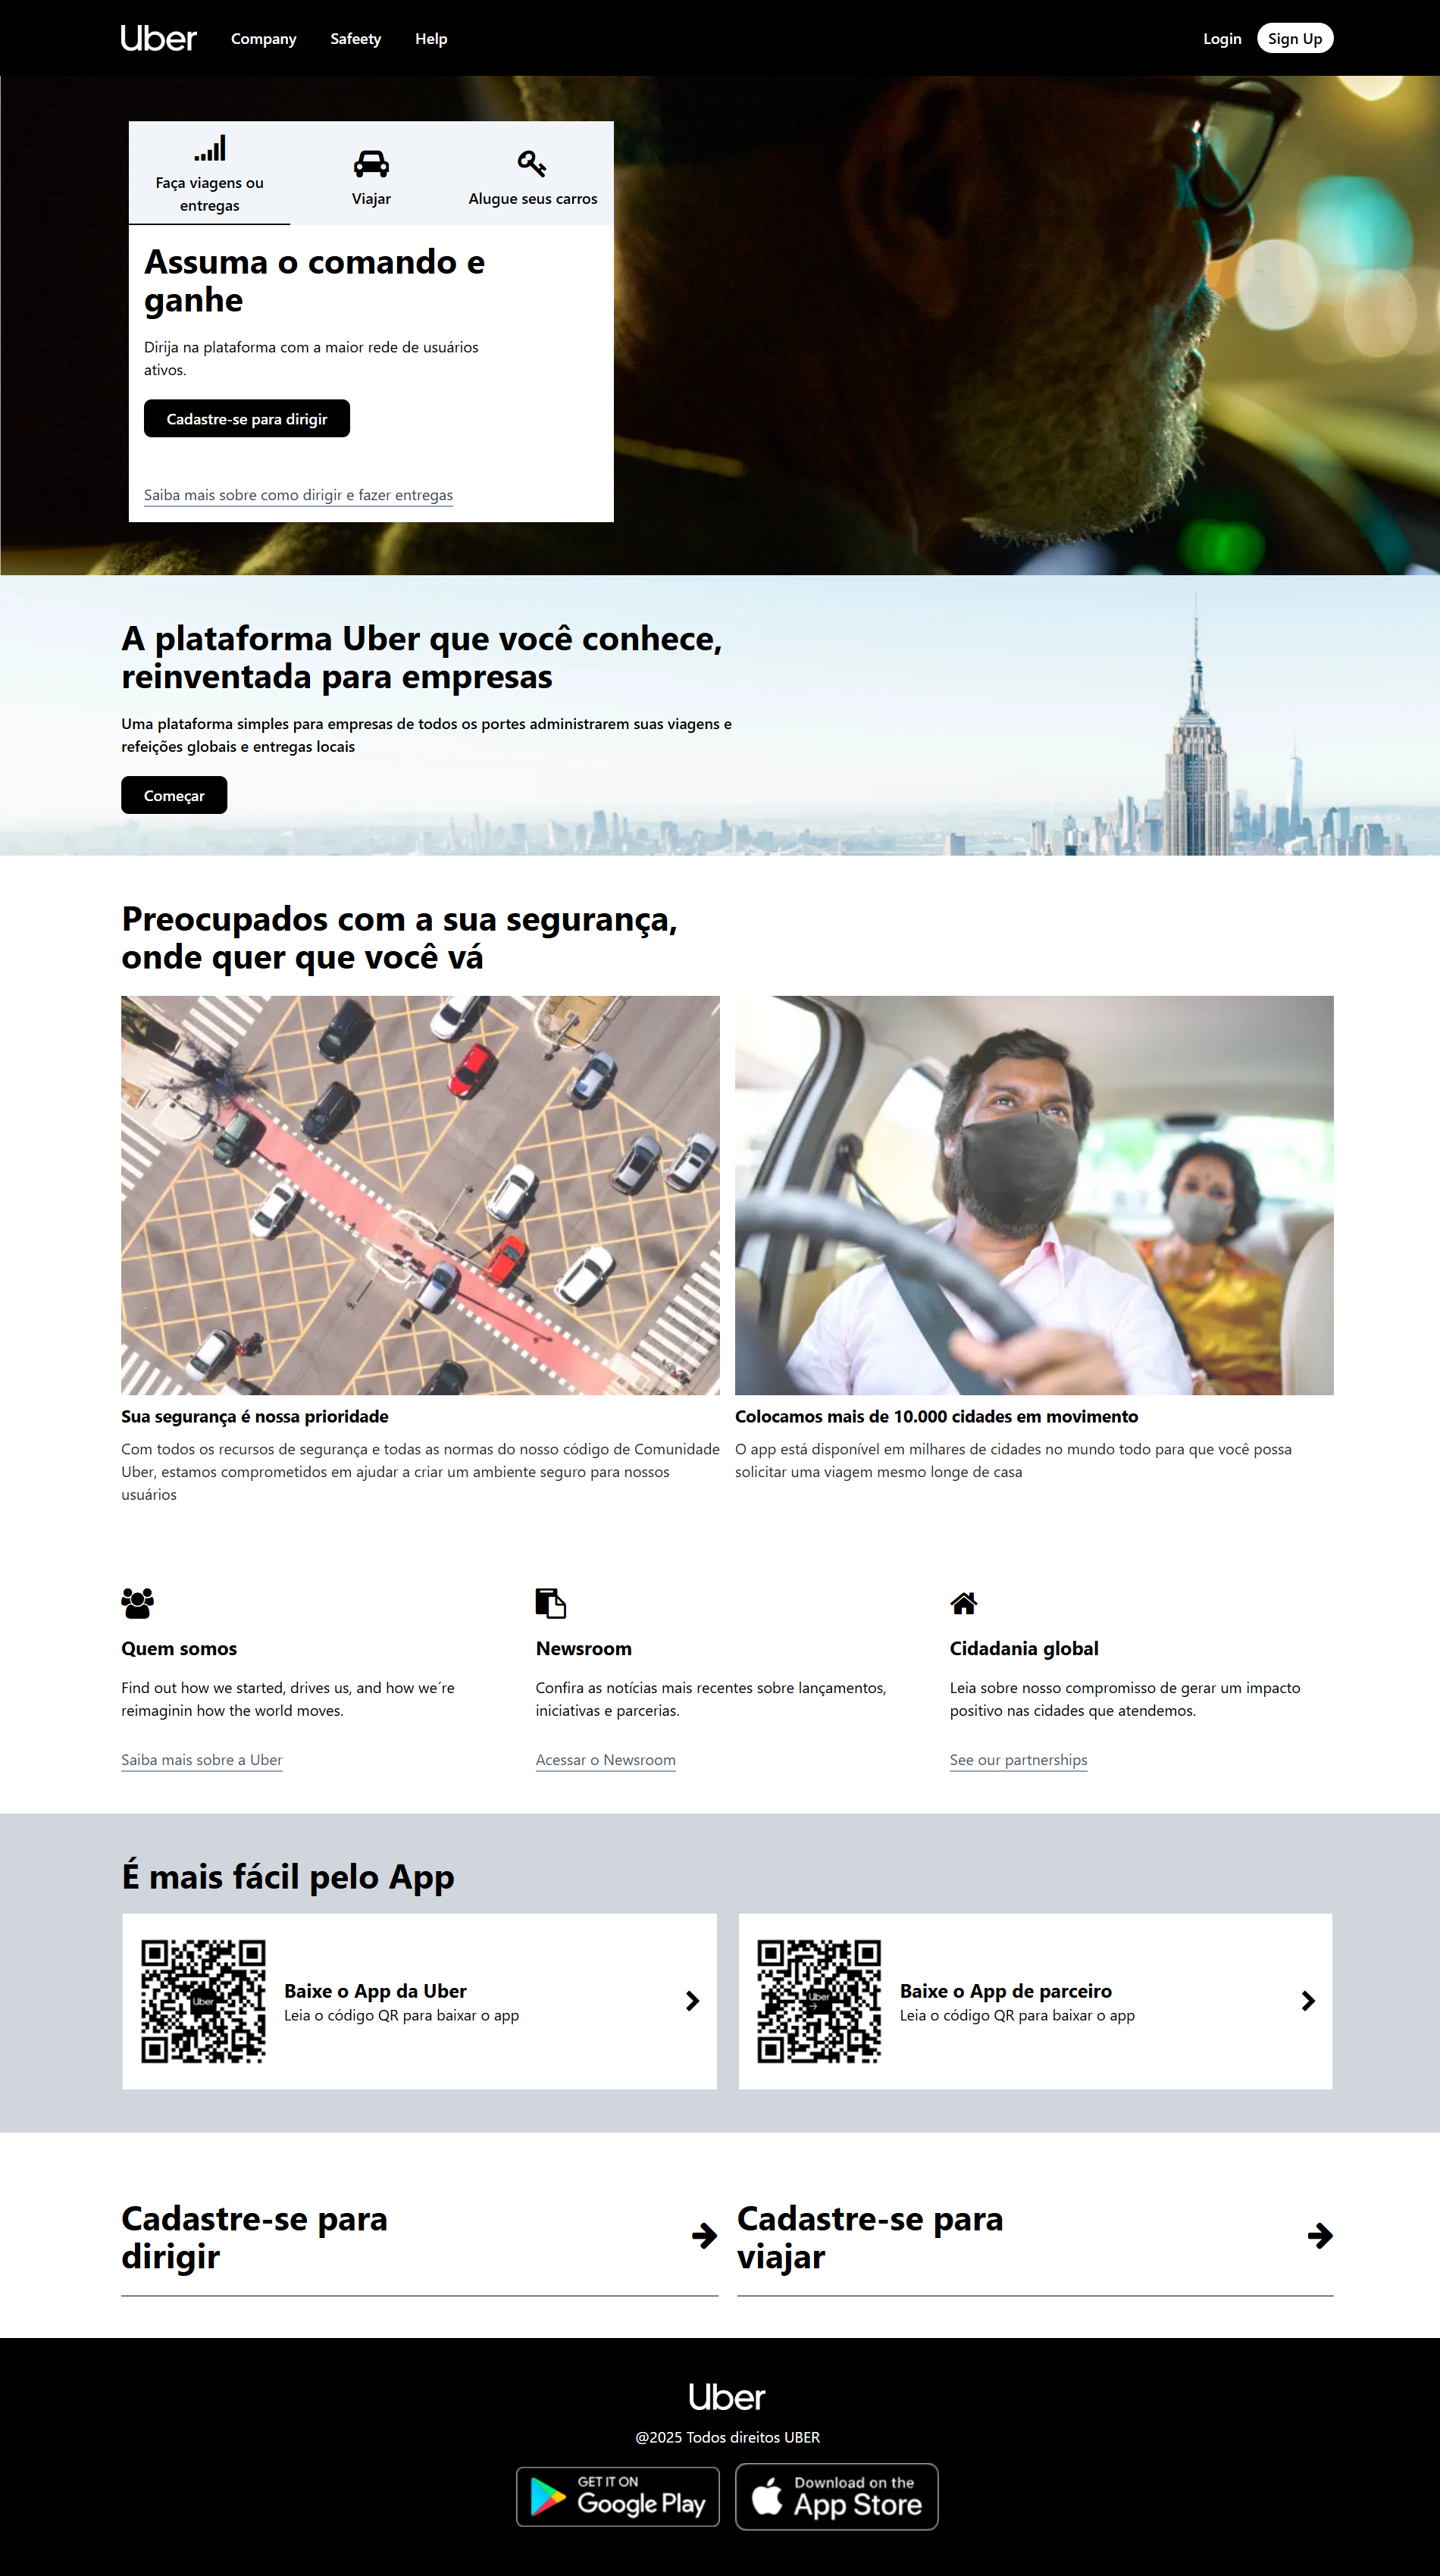 Uber
Company
Safeety
Help
Login
Sign Up
Faça viagens ou
entregas
Viajar
Alugue seus carros
Assuma o comando e
ganhe
Dirija na plataforma com a maior rede de usuários
ativos.
Cadastre-se para dirigir
Saiba mais sobre como dirigir e fazer entregas
A plataforma Uber que você conhece,
reinventada para empresas
Uma plataforma simples para empresas de todos os portes administrarem suas viagens e
refeições globais e entregas locais
Começar
Preocupados com a sua segurança,
onde quer que você vá
Sua segurança é nossa prioridade
Com todos os recursos de segurança e todas as normas do nosso código de Comunidade
Uber, estamos comprometidos em ajudar a criar um ambiente seguro para nossos
usuários
Colocamos mais de 10.000 cidades em movimento
O app está disponível em milhares de cidades no mundo todo para que você possa
solicitar uma viagem mesmo longe de casa
Quem somos
Find out how we started, drives us, and how we´re
reimaginin how the world moves.
Saiba mais sobre a Uber
Newsroom
Confira as notícias mais recentes sobre lançamentos,
iniciativas e parcerias.
Acessar o Newsroom
Cidadania global
Leia sobre nosso compromisso de gerar um impacto
positivo nas cidades que atendemos.
See our partnerships
É mais fácil pelo App
Uber
Baixe o App da Uber
Leia o código QR para baixar o app
Uber
Baixe o App de parceiro
Leia o código QR para baixar o app
Cadastre-se para
dirigir
Cadastre-se para
viajar
Uber
@2025 Todos direitos UBER
GET IT ON
Google Play
Download on the
App Store